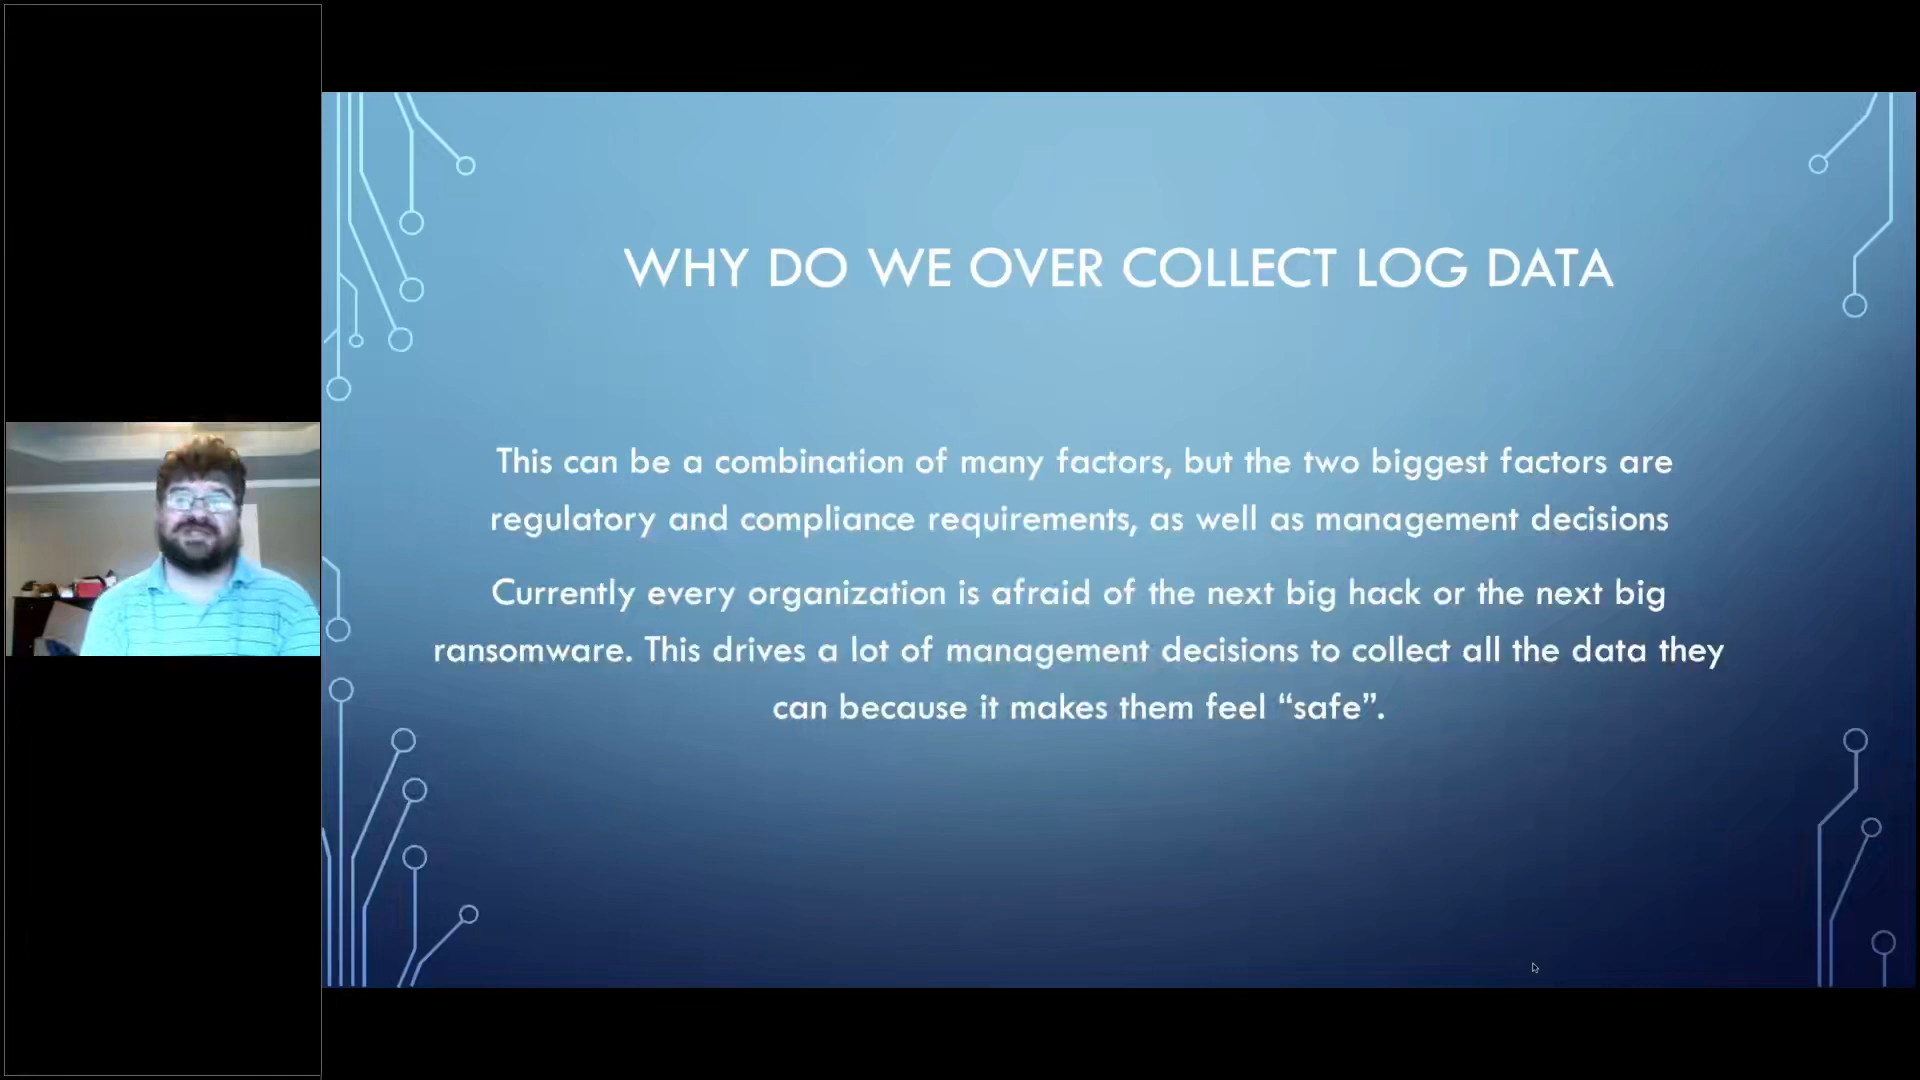 WHY DO WE OVER COLLECT LOG DATA
This can be a combination of many factors, but the two biggest factors are
regulatory and compliance requirements, as well as management decisions
Currently every organization is afraid of the next big hack or the next big
ransomware. This drives a lot of management decisions to collect all the data they
can because it makes them feel “safe”.